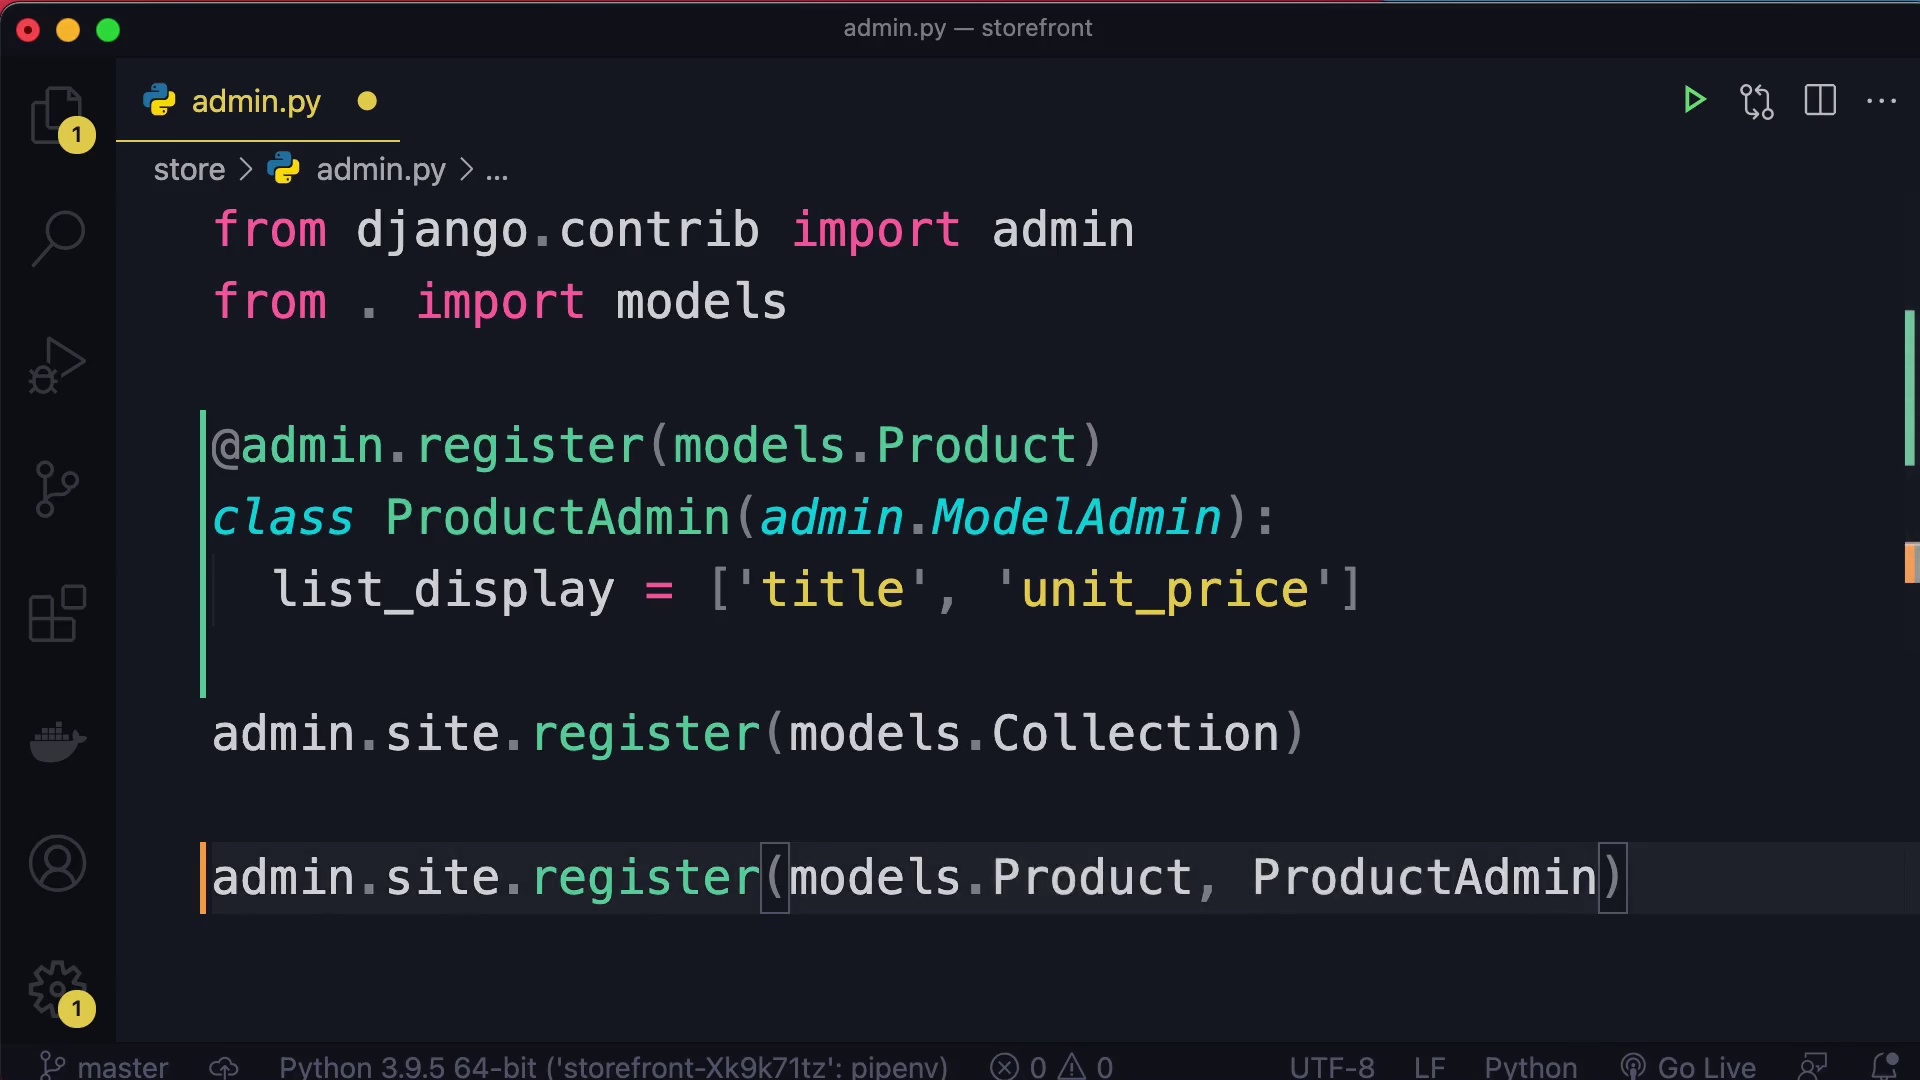 admin.py — storefront
admin.py
1
store > admin.py > ...
from django.contrib import admin
from . import models
@admin.register(models.Product)
class ProductAdmin(admin.ModelAdmin):
list_display = ['title', 'unit_price']
admin.site.register(models.Collection)
admin.site.register(models.Product, ProductAdmin)
1
master Python 3.9.5 64-bit ('storefront-Xk9k71tz': pipenv) 0 0 UTF-8 LF Python Go Live